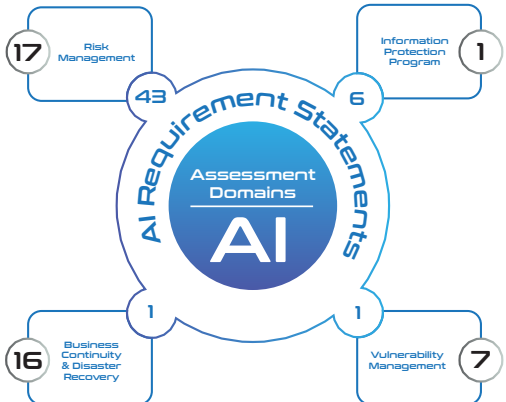 17
Risk
Management
43
Information
Protection
Program
1
6
AI Requirement Statements
Assessment
Domains
AI
1
16
Business
Continuity
& Disaster
Recovery
1
Vulnerability
Management
7